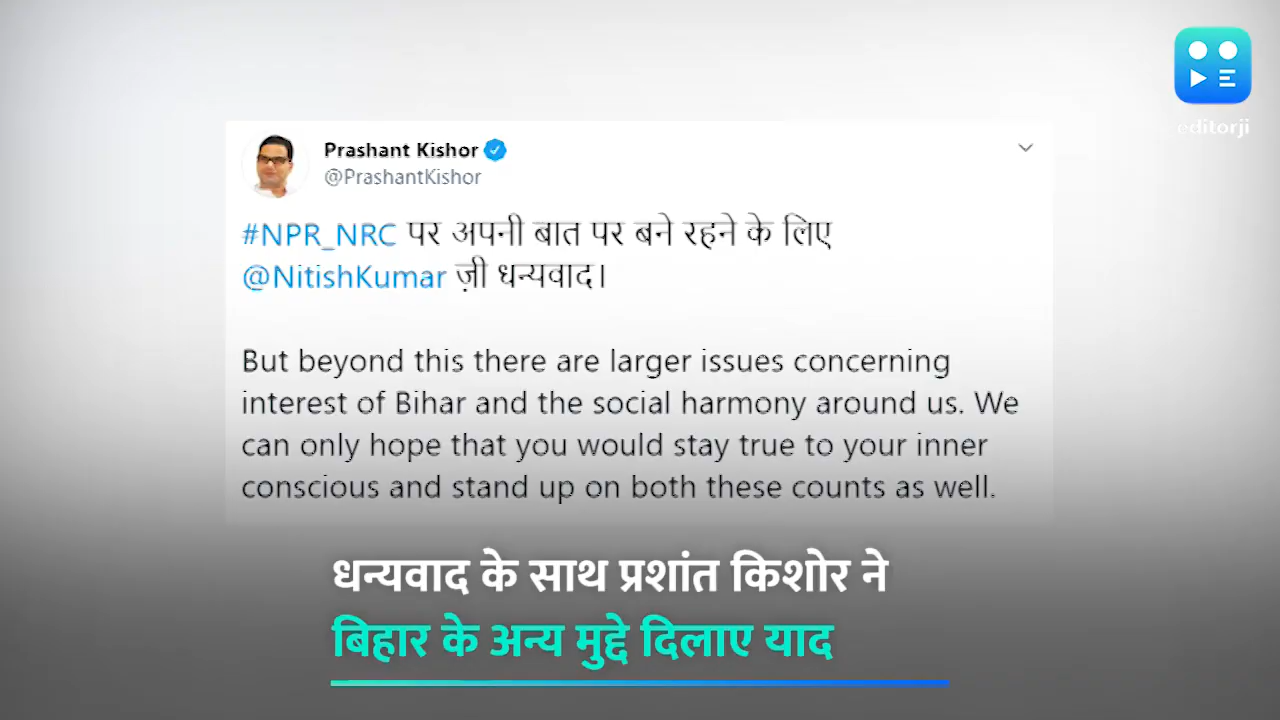 editorji
Prashant Kishor
@PrashantKishor
#NPR_NRC पर अपनी बात पर बने रहने के लिए
@NitishKumar ज़ी धन्यवाद।
But beyond this there are larger issues concerning
interest of Bihar and the social harmony around us. We
can only hope that you would stay true to your inner
conscious and stand up on both these counts as well.
धन्यवाद के साथ प्रशांत किशोर ने
बिहार के अन्य मुद्दे दिलाए याद